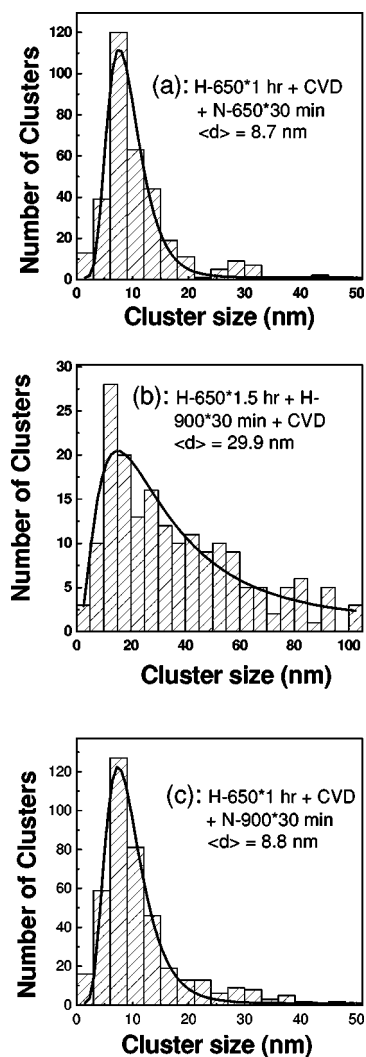 120
100
80
60
40
20
0
Number of Clusters
(a): H-650*1 hr + CVD
+ N-650*30 min
<d> = 8.7 nm
0 10 20 30 40 50
Cluster size (nm)
30
25
20
15
10
5
0
Number of Clusters
(b): H-650*1.5 hr + H-
900*30 min + CVD
<d> = 29.9 nm
0 20 40 60 80 100
Cluster size (nm)
120
100
80
60
40
20
0
Number of Clusters
(c): H-650*1 hr + CVD
+ N-900*30 min
<d> = 8.8 nm
0 10 20 30 40 50
Cluster size (nm)